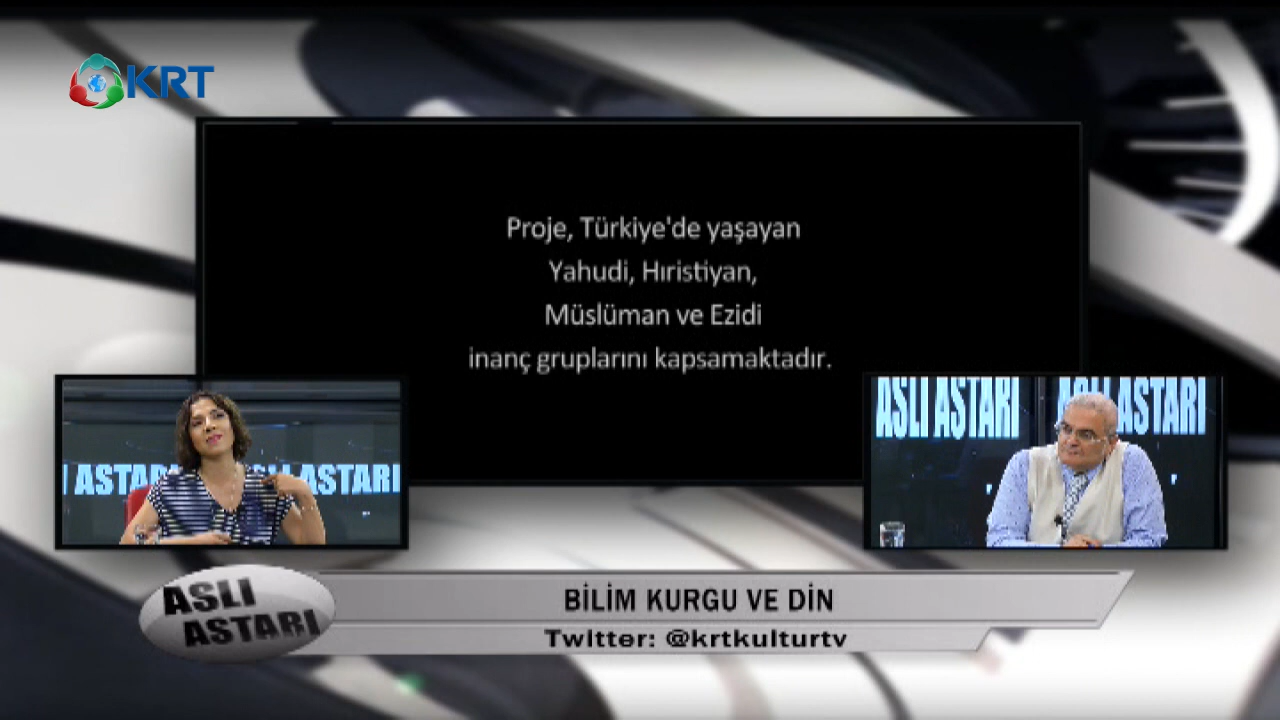 KRT
Proje, Türkiye'de yaşayan
Yahudi, Hıristiyan,
Müslüman ve Ezidi
inanç gruplarını kapsamaktadır.
I ASTARI ASLI ASTARI
ASLI ASTARI ASLI ASTARI
ASLI
ASTARI
BİLİM KURGU VE DİN
Twitter: @krtkulturtv